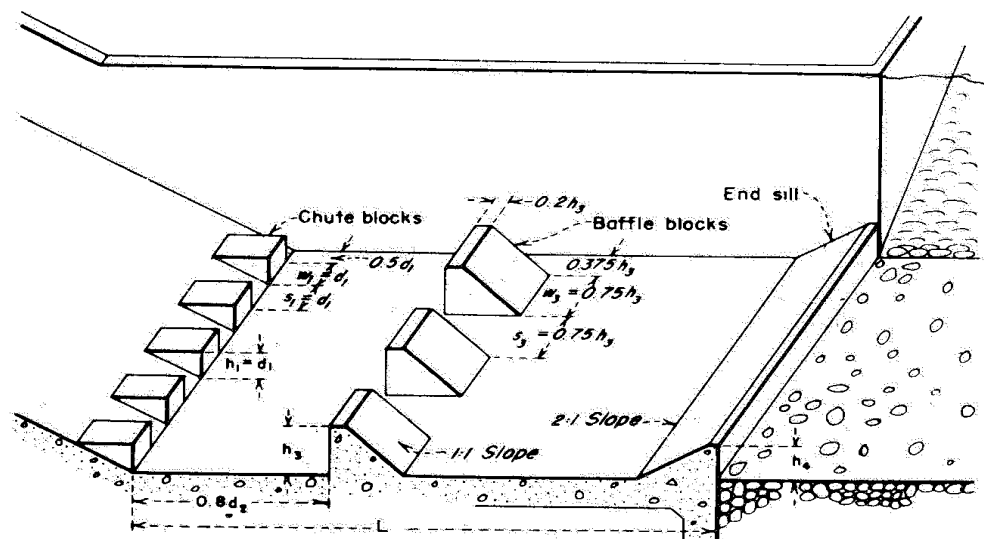 Chute blocks
0.2h₃
Baffle blocks
End sill
0.5d₁
w₁ = d₁
s₁ = d₁
0.375h₃
w₃ = 0.75h₃
s₃ = 0.75h₃
h₁ = d₁
h₃
1:1 Slope
2:1 Slope
h₄
0.8d₂
L